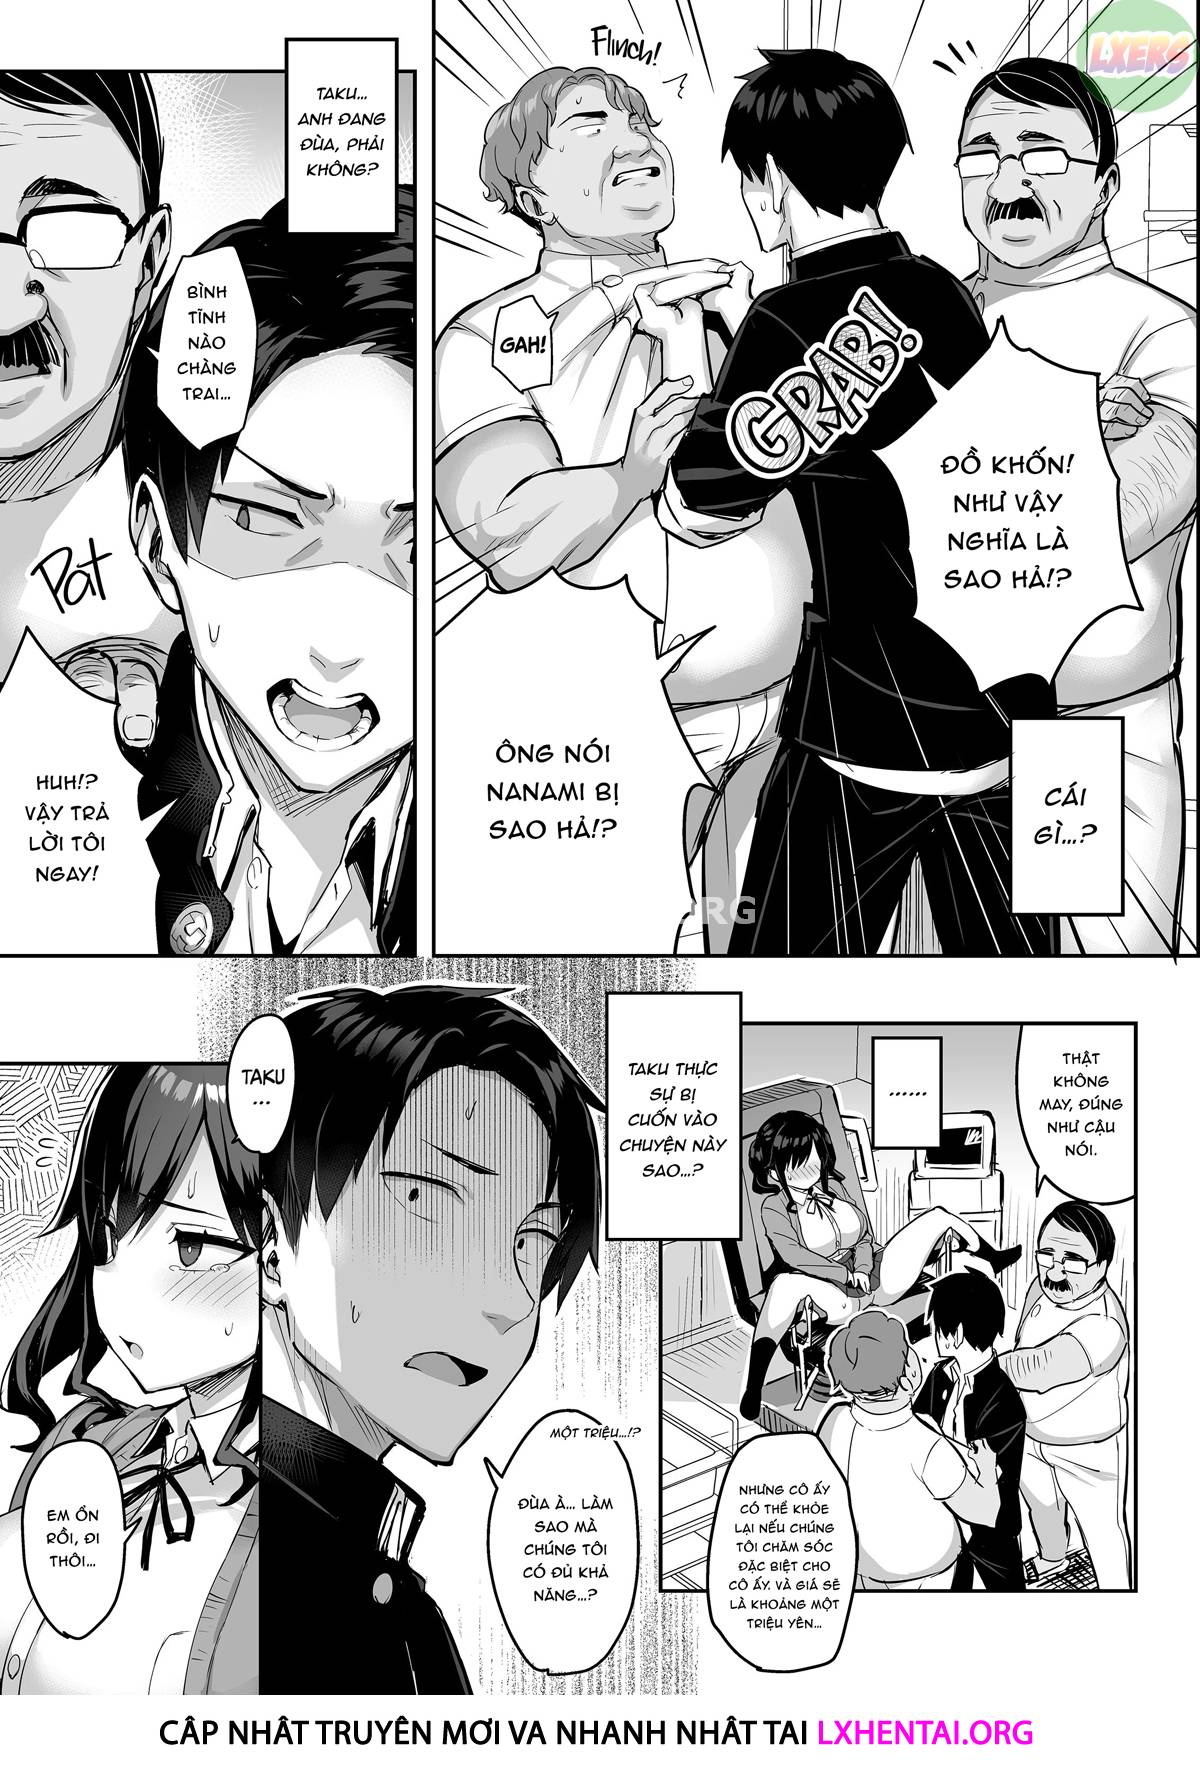 LXERS
Flinch!
GAH!
GRAB!
ĐỒ KHỐN!
NHƯ VẬY
NGHĨA LÀ
SAO HẢ!?
ÔNG NÓI
NANAMI BỊ
SAO HẢ!?
CÁI
GÌ...?
TAKU...
ANH ĐANG
ĐÙA, PHẢI
KHÔNG?
BÌNH
TĨNH
NÀO
CHÀNG
TRAI...
Pat
HUH!?
VẬY TRẢ
LỜI TÔI
NGAY!
THẬT
KHÔNG
MAY, ĐÚNG
NHƯ CẬU
NÓI.
.......
NHƯNG CÔ ẤY
CÓ THỂ KHỎE
LẠI NẾU CHÚNG
TÔI CHĂM SÓC
ĐẶC BIỆT CHO
CÔ ẤY. VÀ GIÁ SẼ
LÀ KHOẢNG MỘT
TRIỆU YÊN...
TAKU THỰC
SỰ BỊ
CUỐN VÀO
CHUYỆN NÀY
SAO...?
MỘT TRIỆU...!?
ĐÙA À... LÀM
SAO MÀ
CHÚNG TÔI
CÓ ĐỦ KHẢ
NĂNG...?
TAKU
...
EM ỔN
RỒI, ĐI
THÔI...
CẬP NHẬT TRUYỆN MƠI VA NHANH NHẤT TAI LXHENTAI.ORG